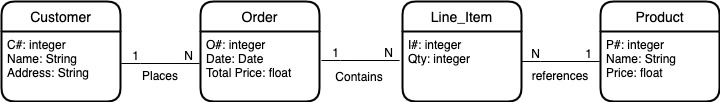 Customer
C#: integer
Name: String
Address: String
1 N
Places
Order
O#: integer
Date: Date
Total Price: float
1 N
Contains
Line_Item
I#: integer
Qty: integer
N 1
references
Product
P#: integer
Name: String
Price: float